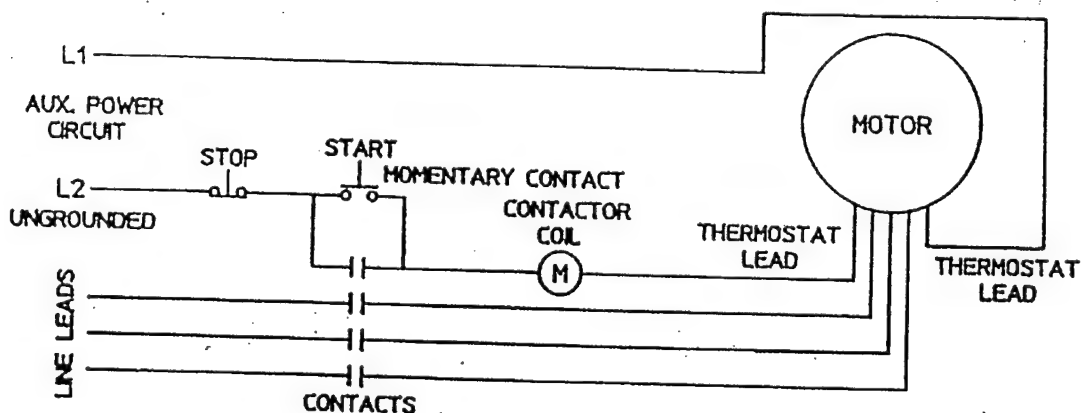 L1
AUX. POWER
CIRCUIT
MOTOR
STOP
START
MOMENTARY CONTACT
L2
UNGROUNDED
CONTACTOR
COIL
M
THERMOSTAT
LEAD
THERMOSTAT
LEAD
LINE LEADS
CONTACTS